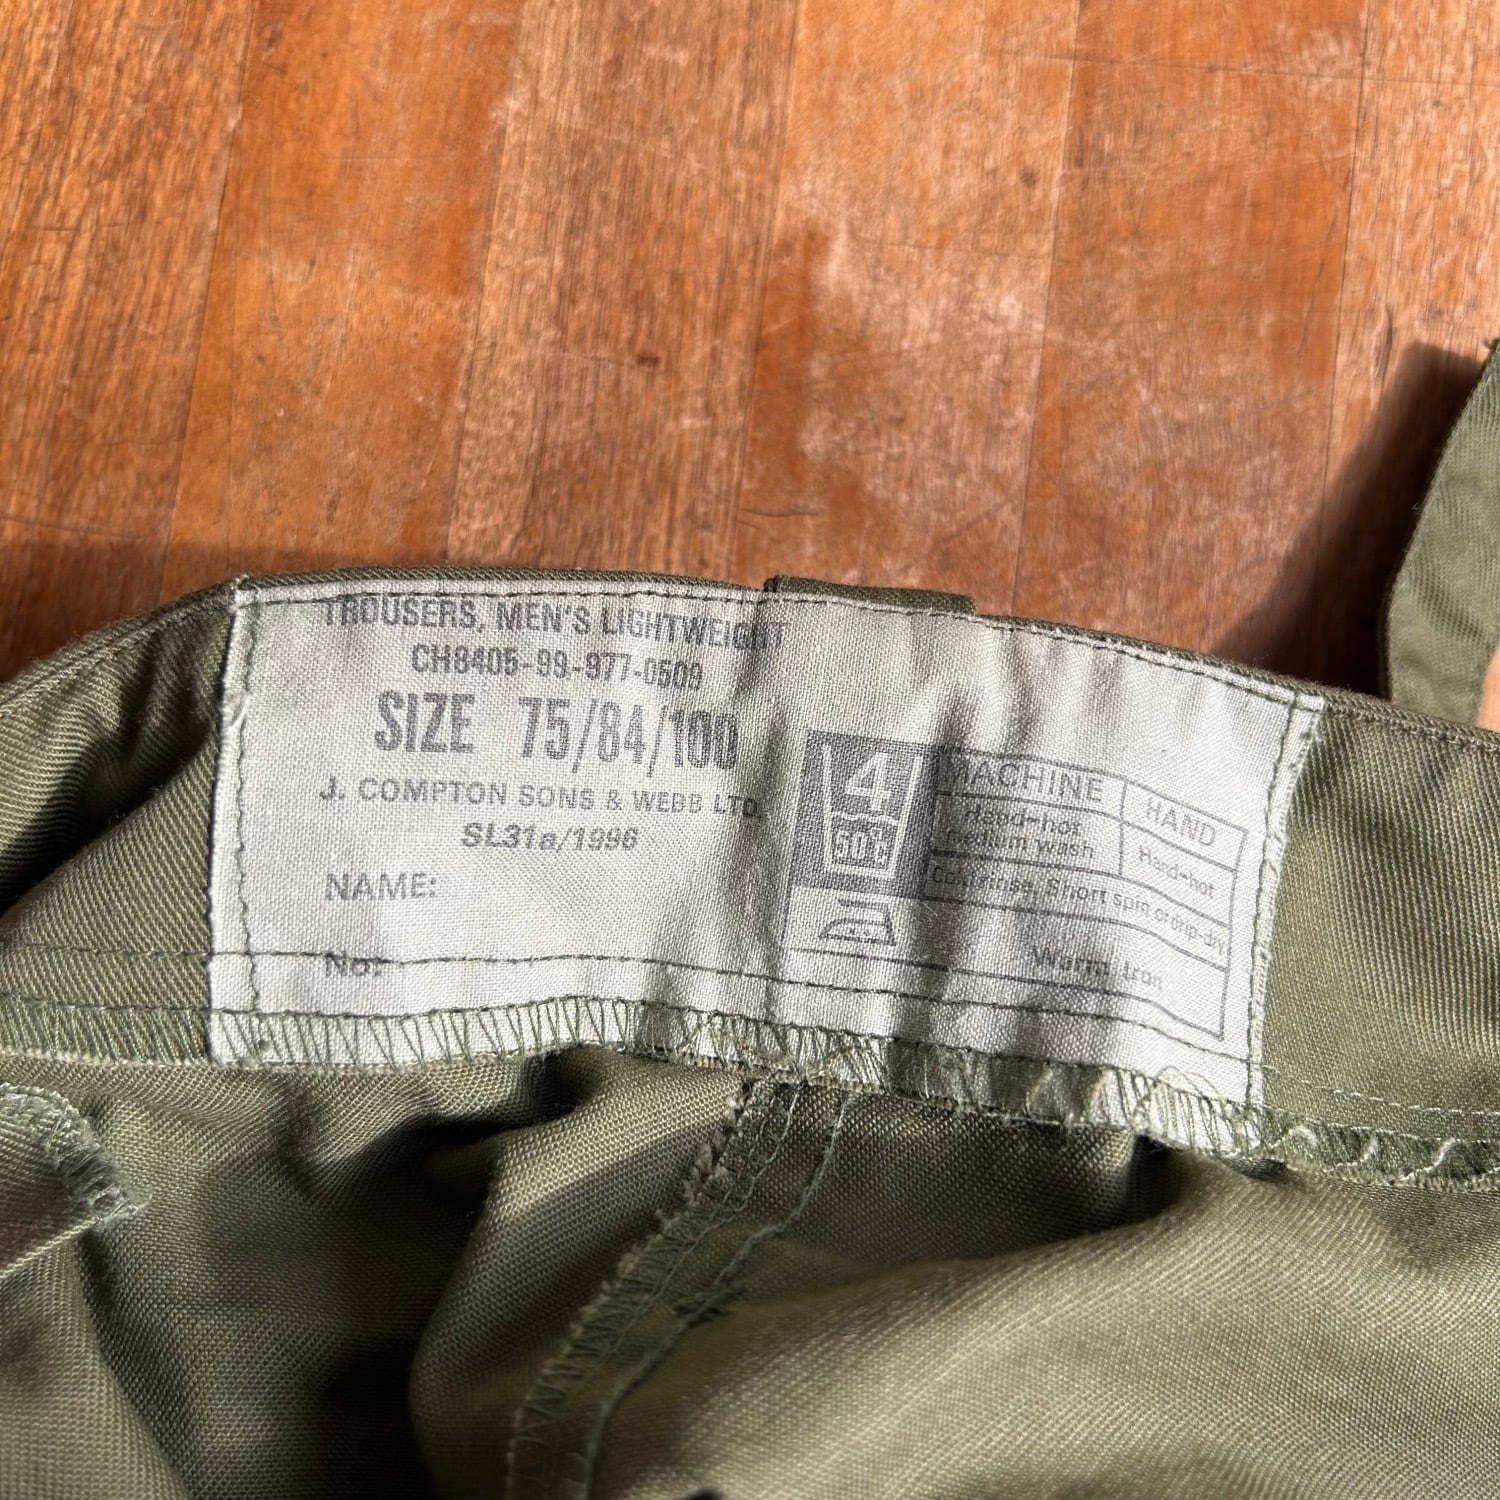 TROUSERS, MEN'S LIGHTWEIGHT
CH8405-99-977-0509
SIZE 75/84/100
J. COMPTON SONS & WEBB LTD.
SL31a/1996
NAME:
No:
4
50°C
MACHINE
HAND
Hand-hot
medium wash
Hand-hot
Cold rinse. Short spin or drip-dry
Warm Iron